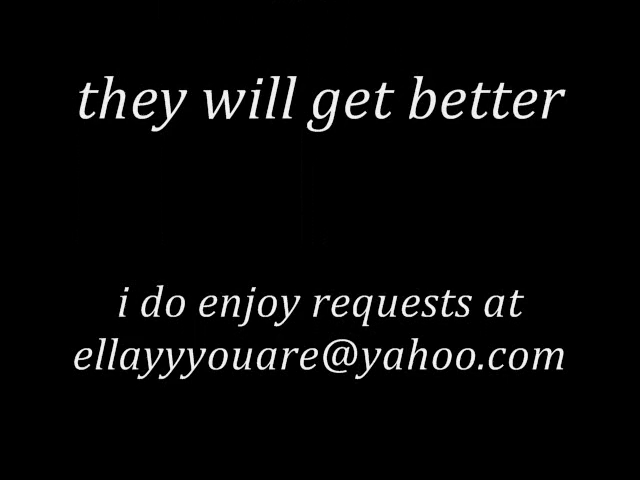 they will get better
i do enjoy requests at
ellayyyouare@yahoo.com